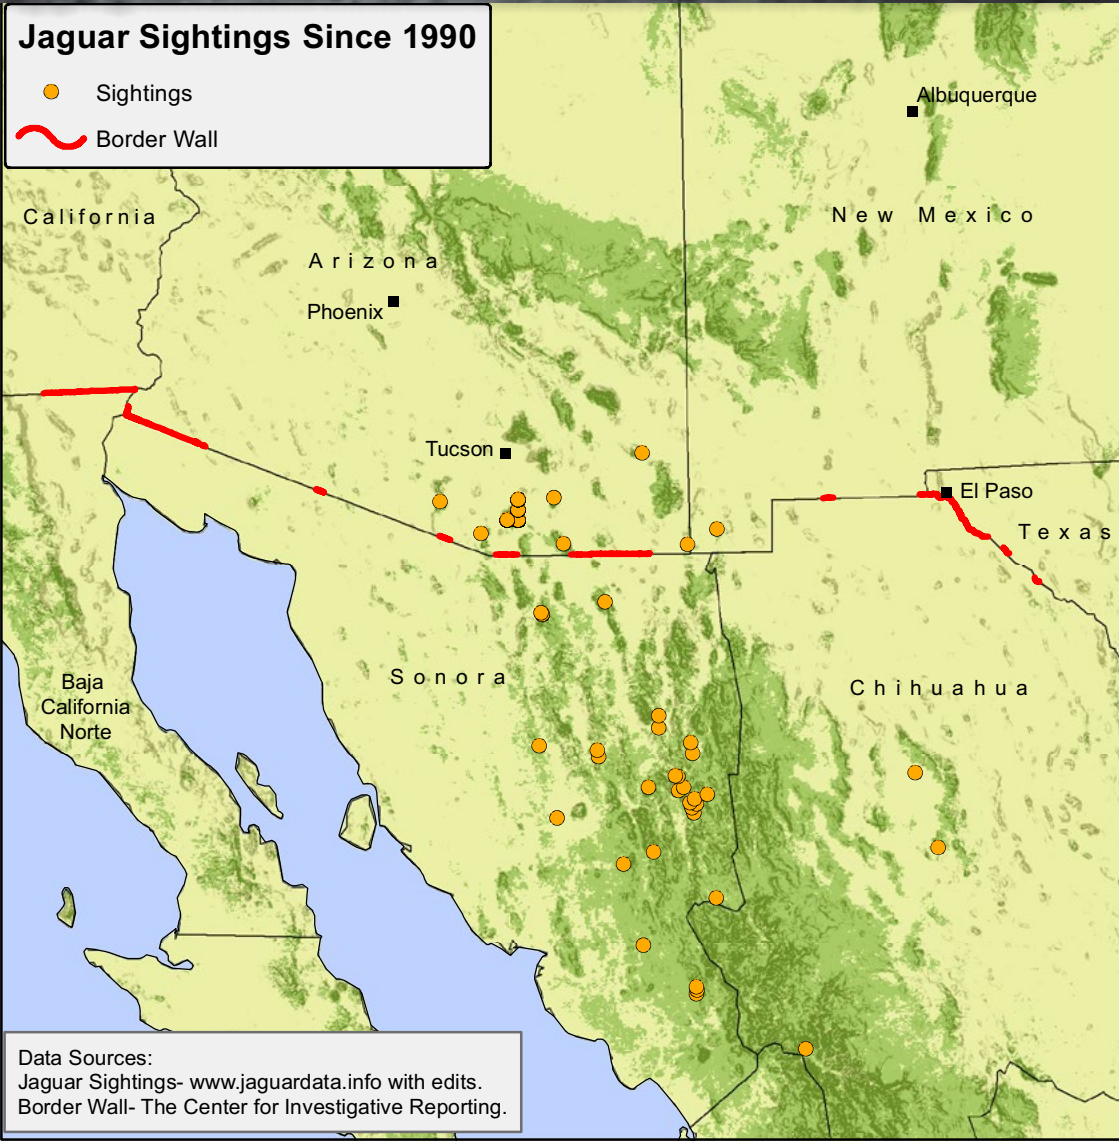 Jaguar Sightings Since 1990
Sightings
Border Wall
Albuquerque
California
New Mexico
Arizona
Phoenix
Tucson
El Paso
Texas
Sonora
Baja
California
Norte
Chihuahua
Data Sources:
Jaguar Sightings- www.jaguardata.info with edits.
Border Wall- The Center for Investigative Reporting.